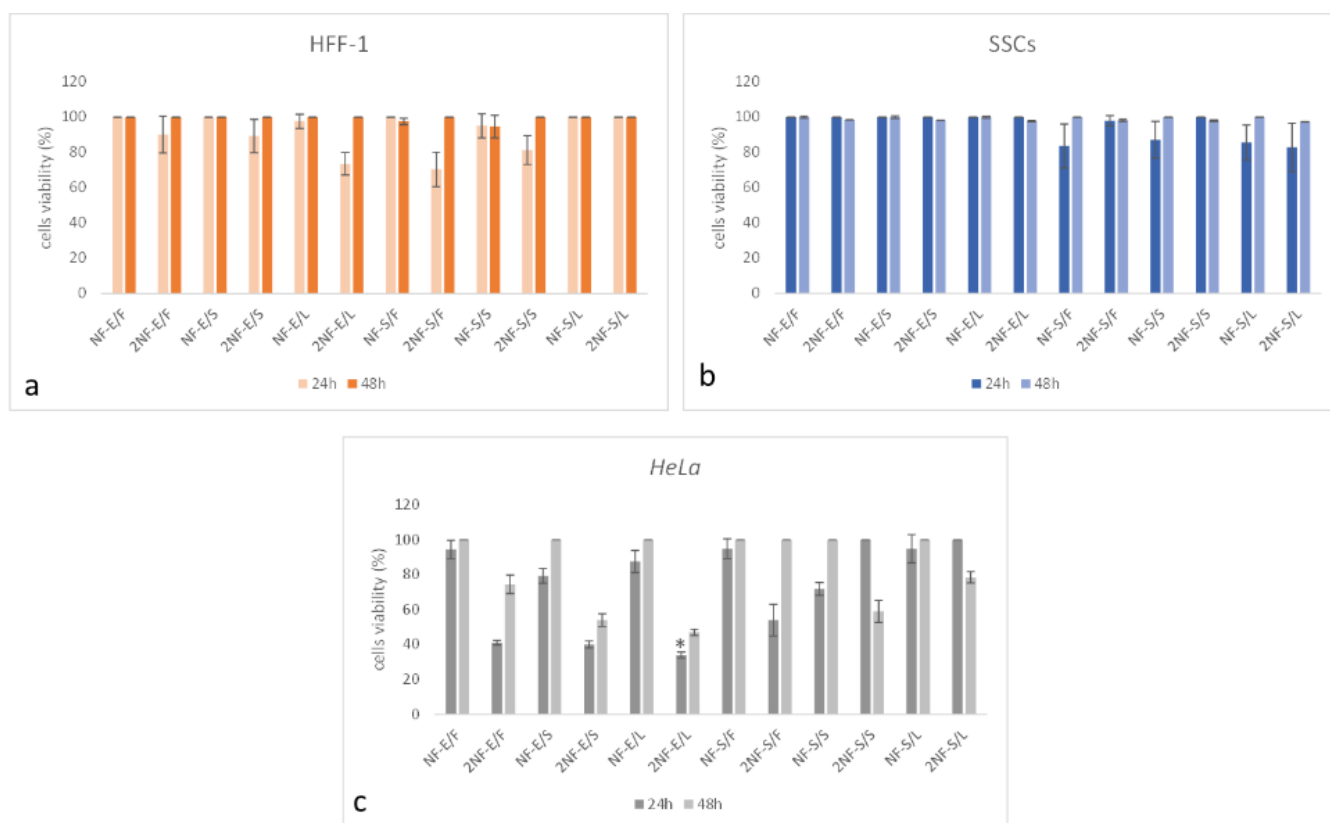 HFF-1
cells viability (%)
120
100
80
60
40
20
0
NF-E/F
2NF-E/F
NF-E/S
2NF-E/S
NF-E/L
2NF-E/L
NF-S/F
2NF-S/F
NF-S/S
2NF-S/S
NF-S/L
2NF-S/L
24h 48h
a
SSCs
cells viability (%)
120
100
80
60
40
20
0
NF-E/F
2NF-E/F
NF-E/S
2NF-E/S
NF-E/L
2NF-E/L
NF-S/F
2NF-S/F
NF-S/S
2NF-S/S
NF-S/L
2NF-S/L
24h 48h
b
HeLa
cells viability (%)
120
100
80
60
40
20
0
*
NF-E/F
2NF-E/F
NF-E/S
2NF-E/S
NF-E/L
2NF-E/L
NF-S/F
2NF-S/F
NF-S/S
2NF-S/S
NF-S/L
2NF-S/L
24h 48h
c